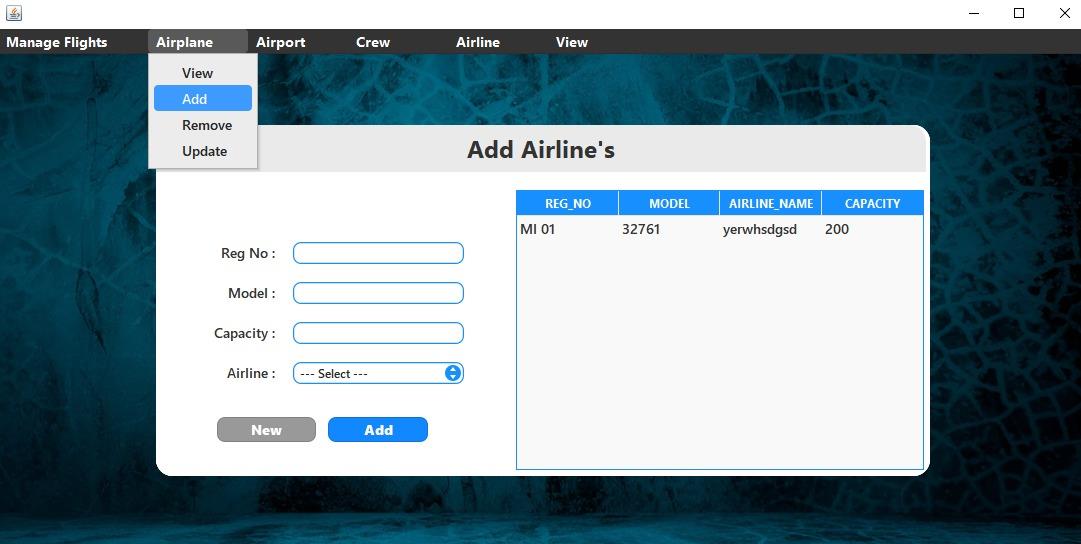 Manage Flights Airplane Airport Crew Airline View
View
Add
Remove
Update
Add Airline's
REG_NO MODEL AIRLINE_NAME CAPACITY
MI 01 32761 yerwhsdgsd 200
Reg No :
Model :
Capacity :
Airline : --- Select ---
New Add